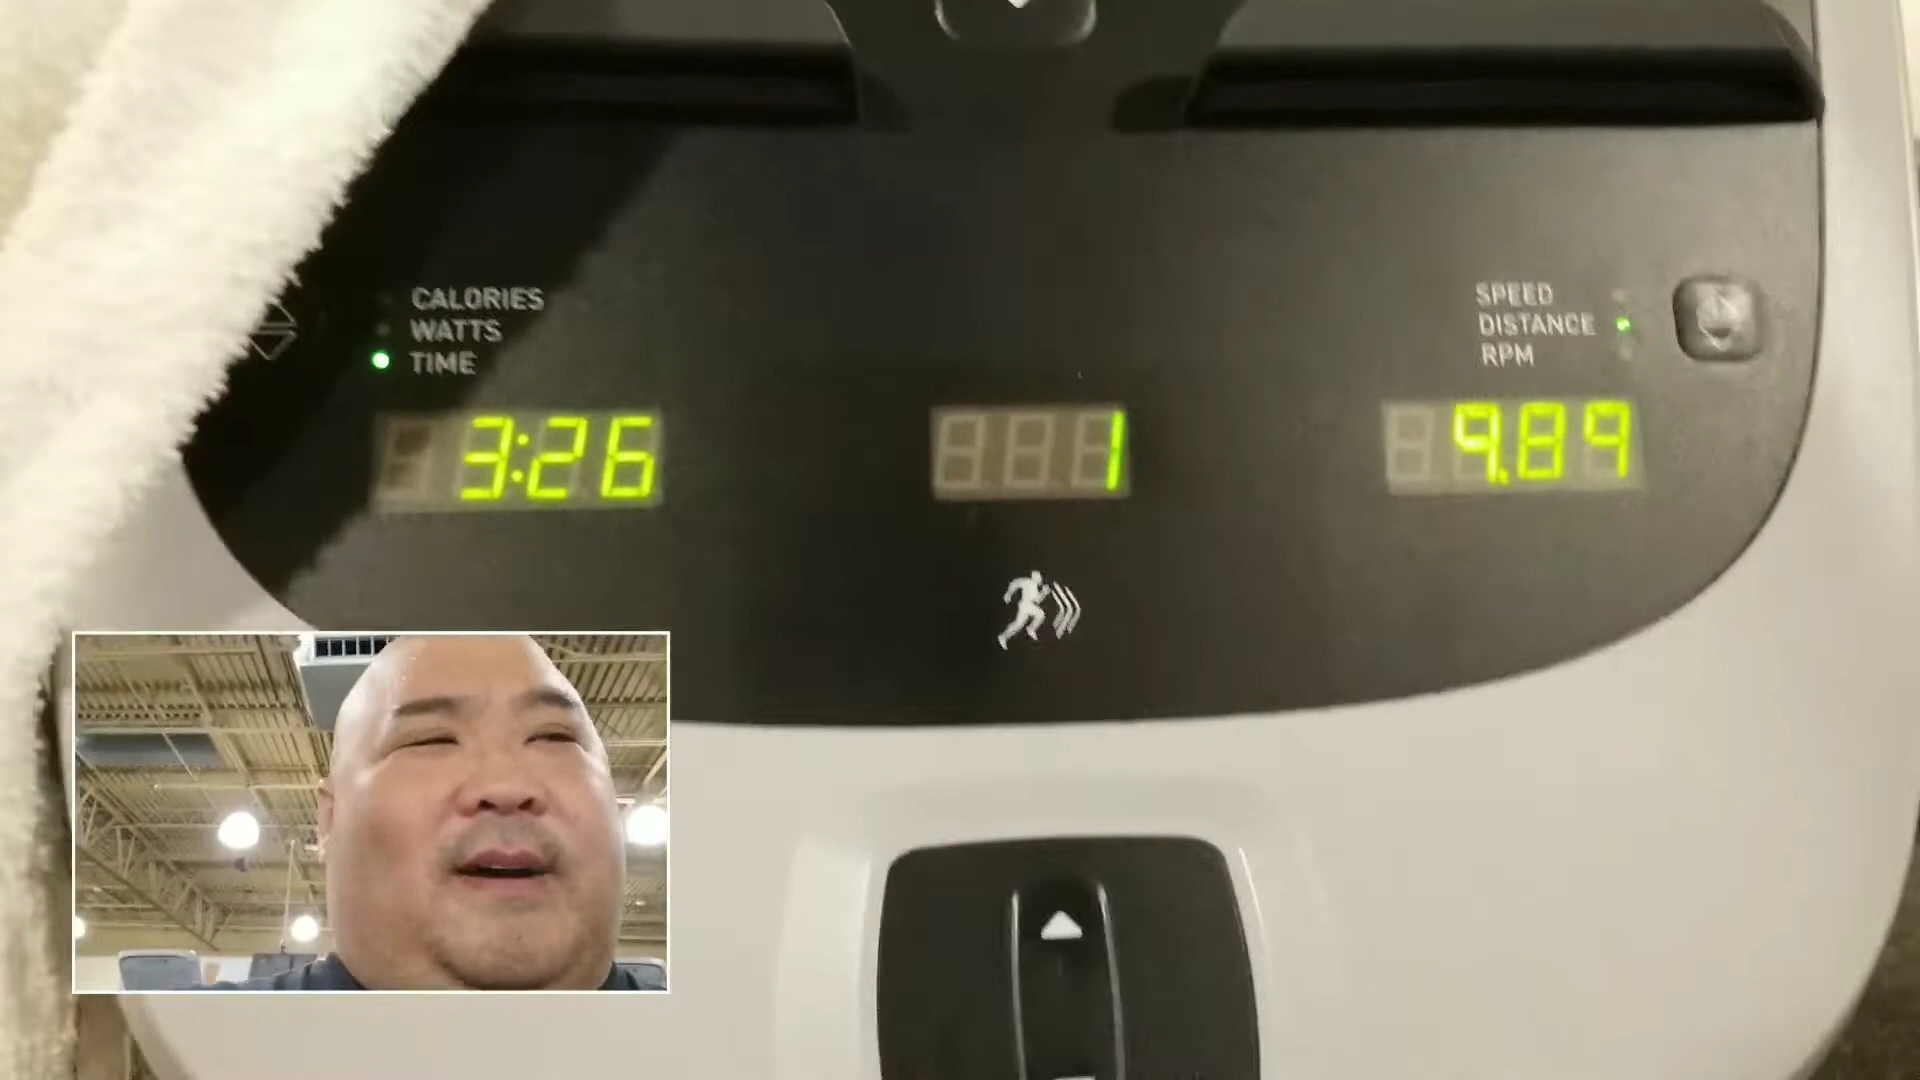 CALORIES
WATTS
TIME
3:26
1
SPEED
DISTANCE
RPM
9.89